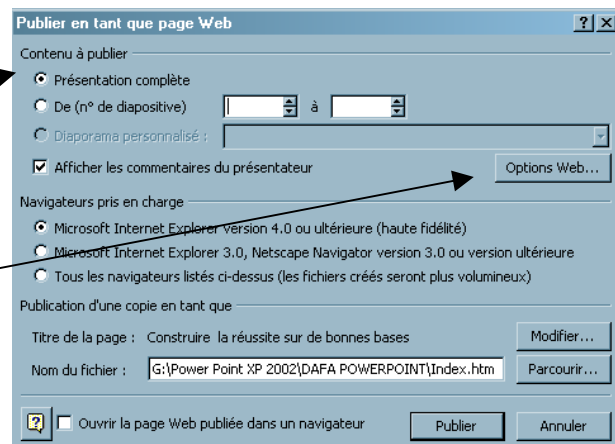 Publier en tant que page Web
Contenu à publier
Présentation complète
De (n° de diapositive) à
Diaporama personnalisé :
Afficher les commentaires du présentateur Options Web...
Navigateurs pris en charge
Microsoft Internet Explorer version 4.0 ou ultérieure (haute fidélité)
Microsoft Internet Explorer 3.0, Netscape Navigator version 3.0 ou version ultérieure
Tous les navigateurs listés ci-dessus (les fichiers créés seront plus volumineux)
Publication d'une copie en tant que
Titre de la page : Construire la réussite sur de bonnes bases Modifier...
Nom du fichier : G:\Power Point XP 2002\DAFA POWERPOINT\Index.htm Parcourir...
Ouvrir la page Web publiée dans un navigateur Publier Annuler